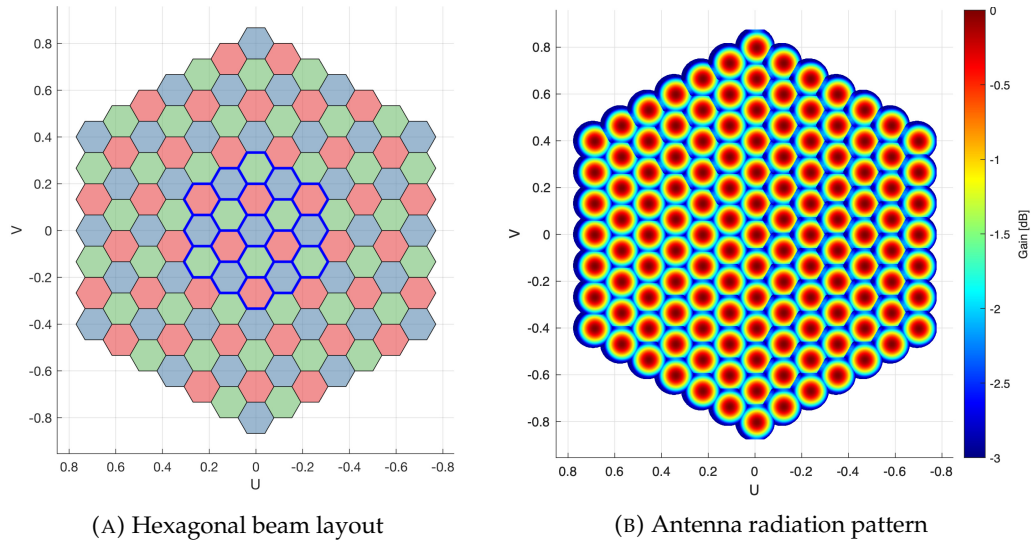 0.8
0.6
0.4
0.2
0
-0.2
-0.4
-0.6
-0.8
V
0.8 0.6 0.4 0.2 0 -0.2 -0.4 -0.6 -0.8
U
(A) Hexagonal beam layout
0.8
0.6
0.4
0.2
0
-0.2
-0.4
-0.6
-0.8
V
0.8 0.6 0.4 0.2 0 -0.2 -0.4 -0.6 -0.8
U
0
-0.5
-1
-1.5
-2
-2.5
-3
Gain [dB]
(B) Antenna radiation pattern